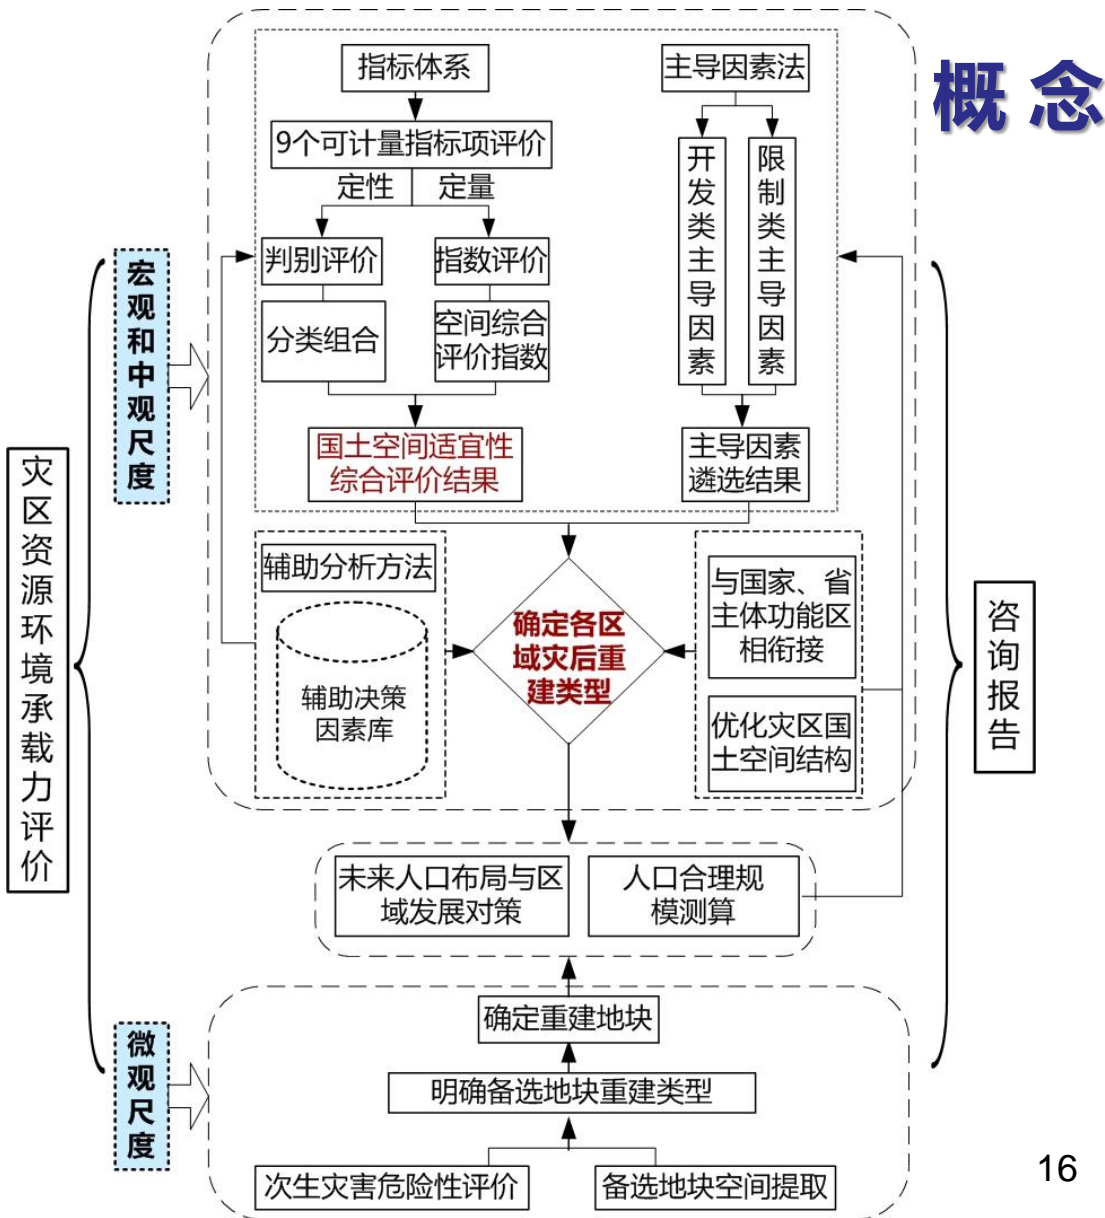 概 念
指标体系
主导因素法
9个可计量指标项评价
定性
定量
开发类主导因素
限制类主导因素
判别评价
指数评价
分类组合
空间综合
评价指数
国土空间适宜性
综合评价结果
主导因素
遴选结果
宏观和中观尺度
灾区资源环境承载力评价
辅助分析方法
辅助决策
因素库
确定各区
域灾后重
建类型
与国家、省
主体功能区
相衔接
优化灾区国
土空间结构
咨询报告
未来人口布局与区
域发展对策
人口合理规
模测算
微观尺度
确定重建地块
明确备选地块重建类型
次生灾害危险性评价
备选地块空间提取
16